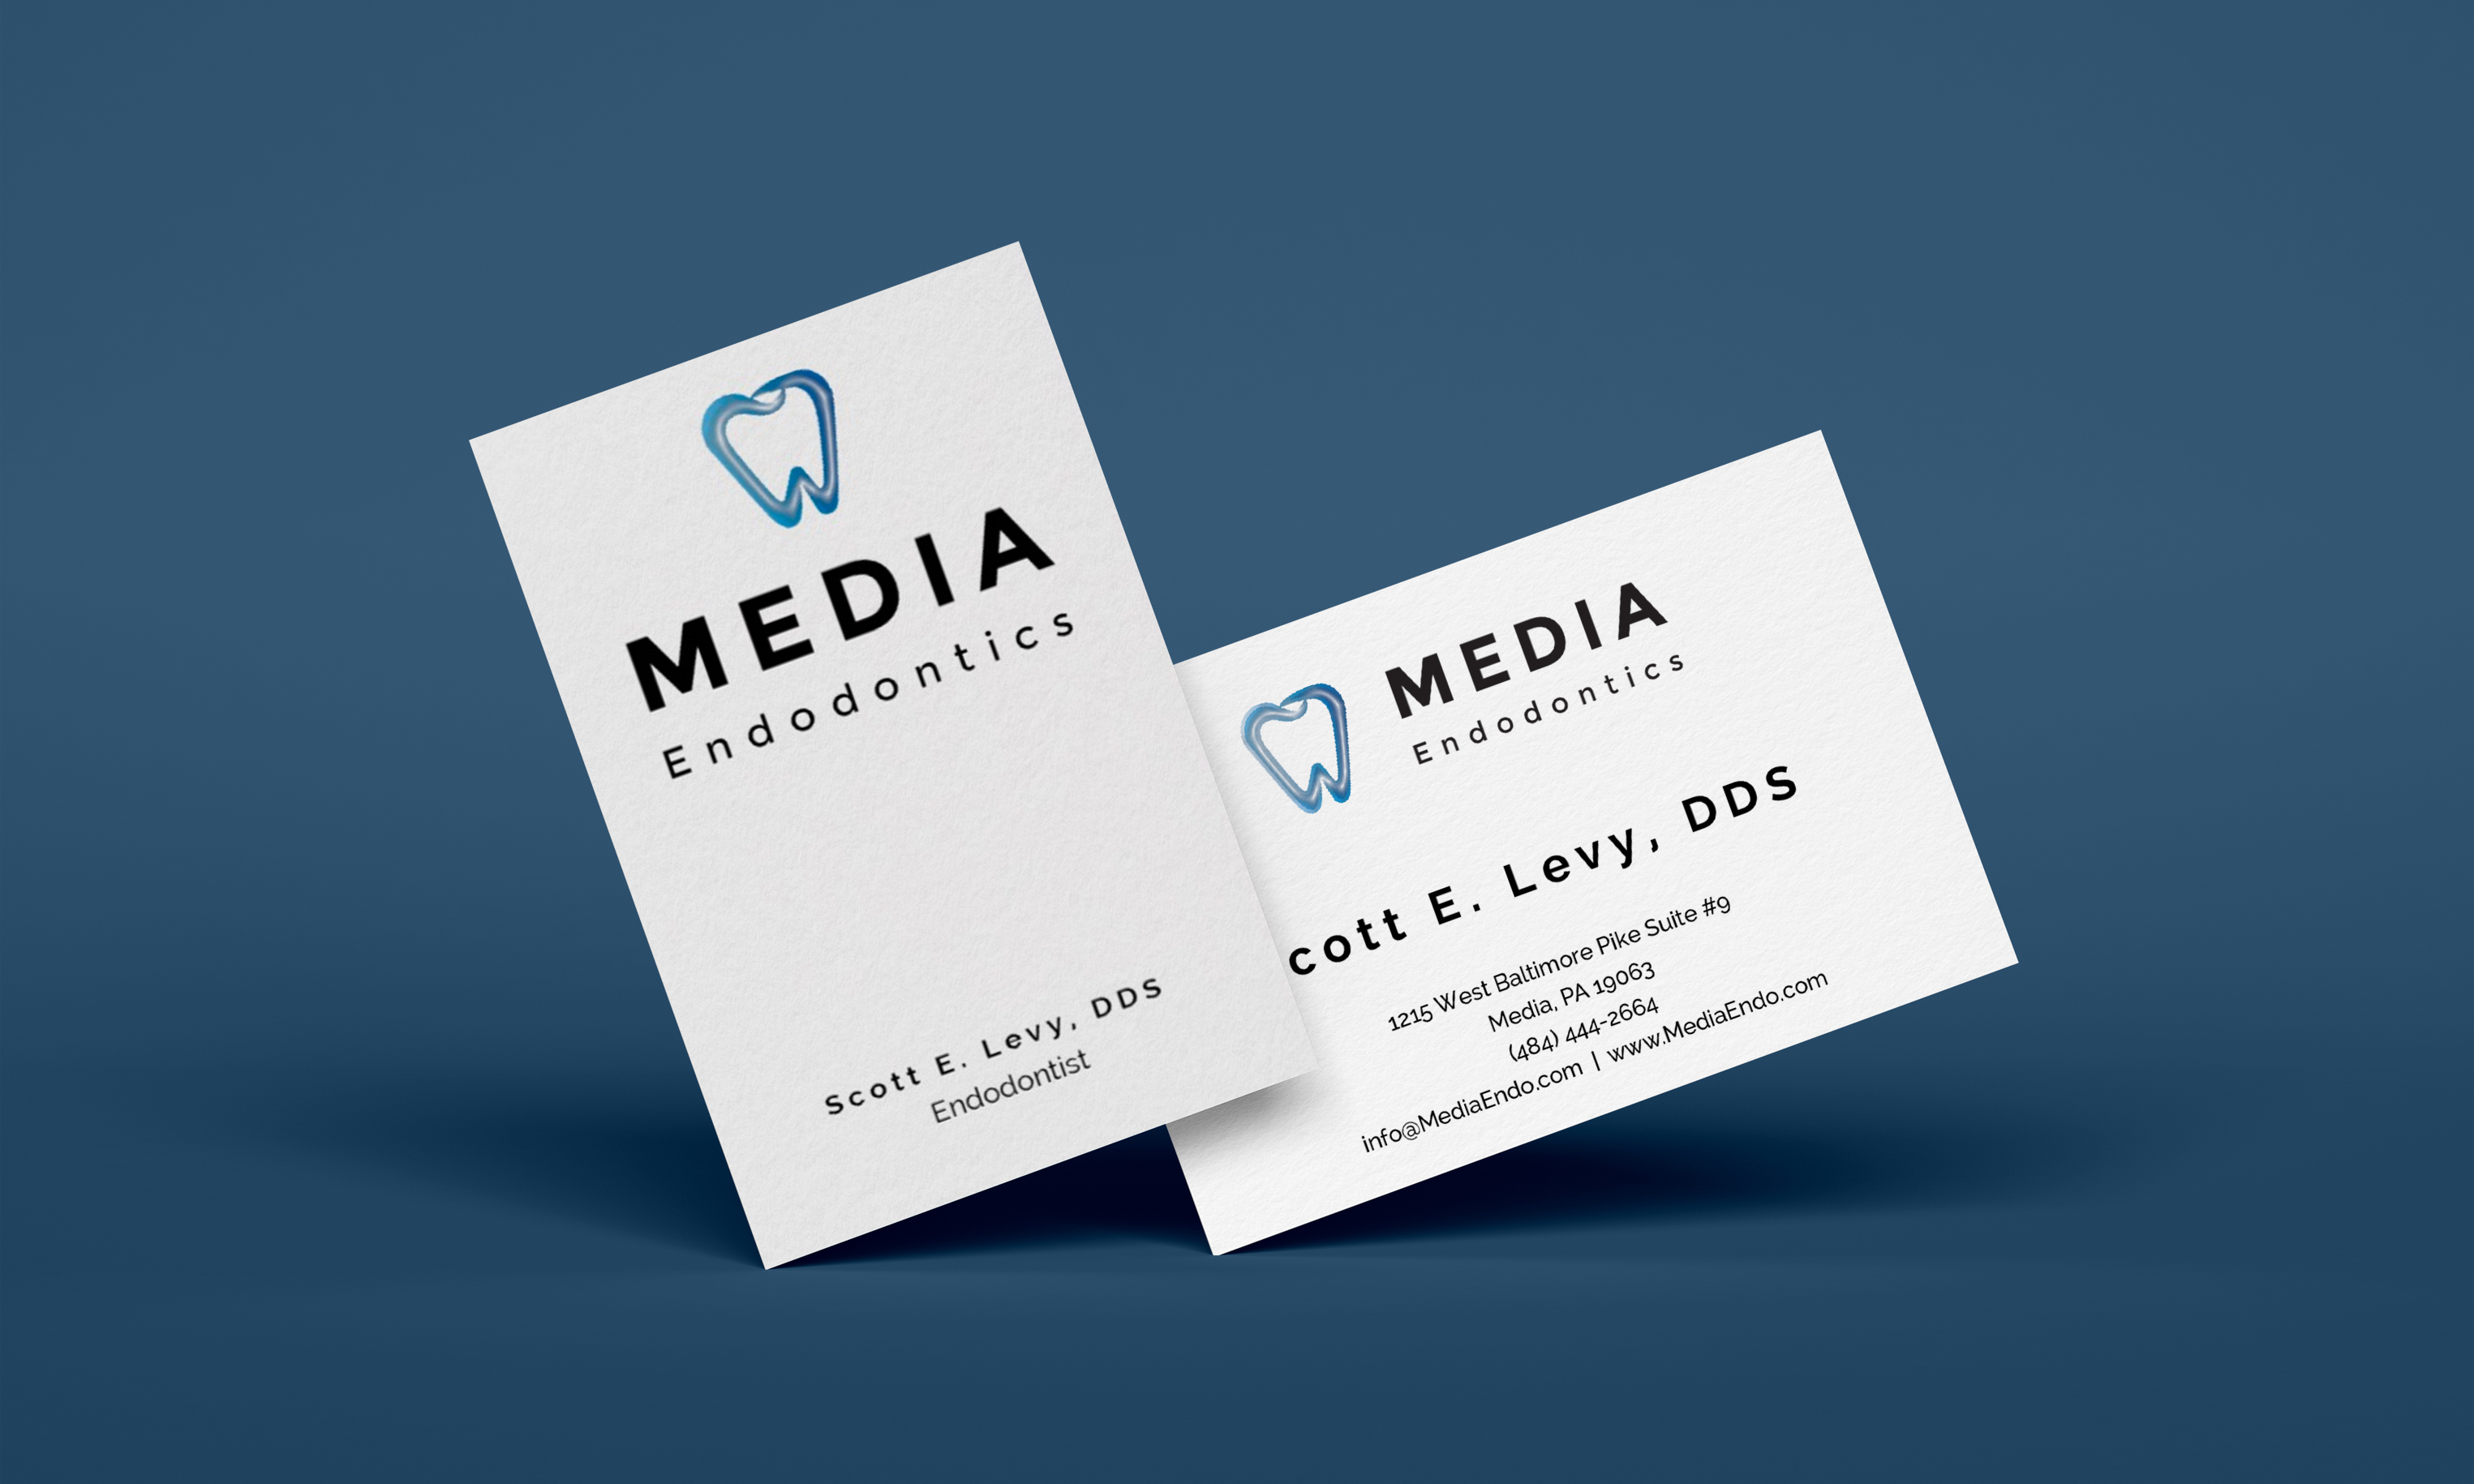 MEDIA
Endodontics
Scott E. Levy, DDS
Endodontist
MEDIA
Endodontics
cott E. Levy, DDS
1215 West Baltimore Pike Suite #9
Media, PA 19063
(484) 444-2664
info@MediaEndo.com | www.MediaEndo.com